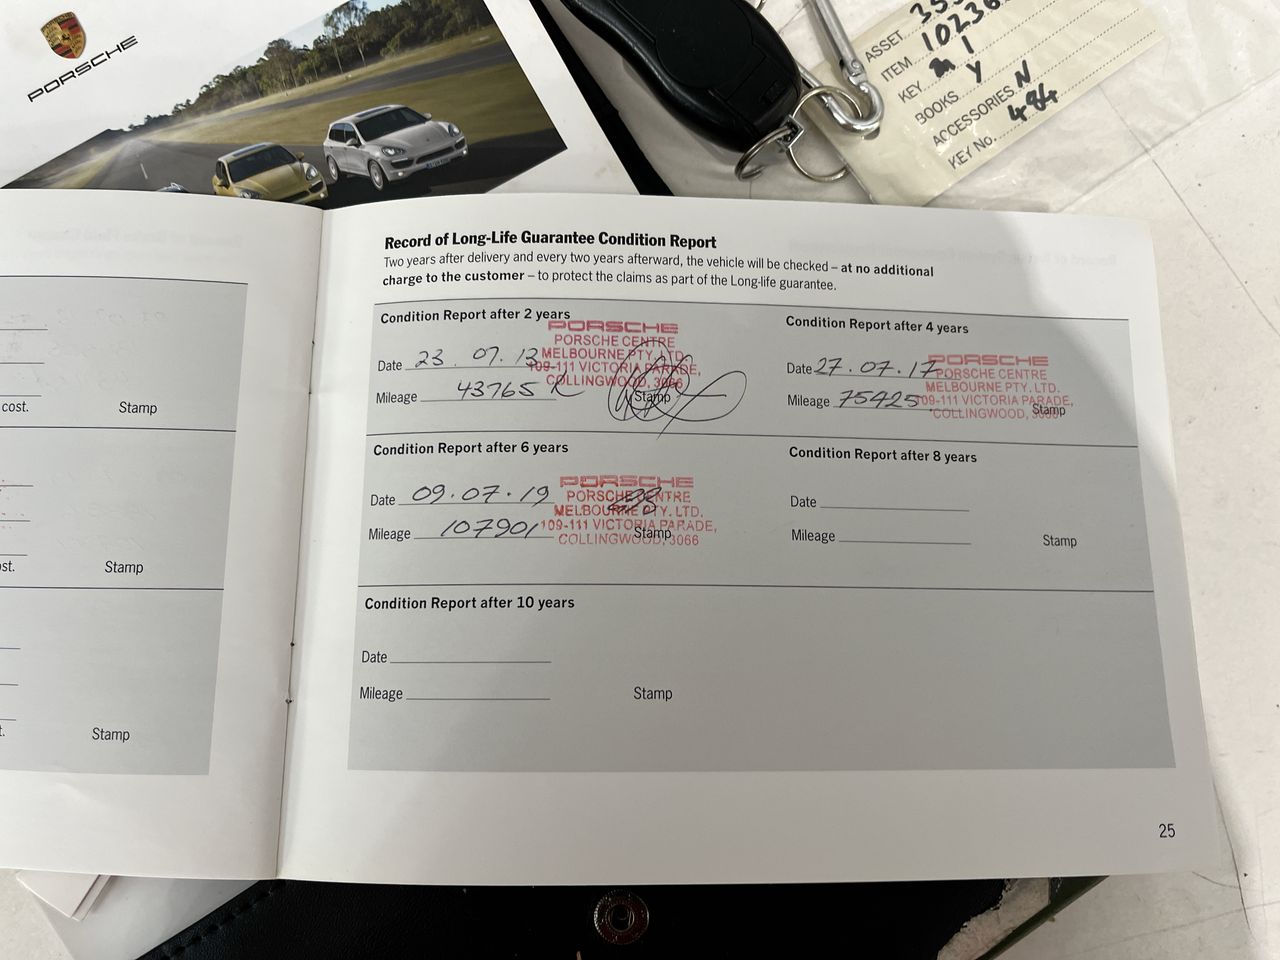 PORSCHE
ASSET
ITEM 1
KEY
BOOKS Y
ACCESSORIES N
KEY No. 484
Record of Long-Life Guarantee Condition Report
Two years after delivery and every two years afterward, the vehicle will be checked – at no additional
charge to the customer – to protect the claims as part of the Long-life guarantee.
Condition Report after 2 years
Date 23.07.13
Mileage 43765 K
Stamp
PORSCHE
PORSCHE CENTRE
MELBOURNE PTY. LTD.
109-111 VICTORIA PARADE,
COLLINGWOOD, 3066
Condition Report after 4 years
Date 27.07.17
Mileage 75425
Stamp
PORSCHE
PORSCHE CENTRE
MELBOURNE PTY. LTD.
109-111 VICTORIA PARADE,
COLLINGWOOD, 3066
Condition Report after 6 years
Date 09.07.19
Mileage 107901
Stamp
PORSCHE
PORSCHE CENTRE
MELBOURNE PTY. LTD.
109-111 VICTORIA PARADE,
COLLINGWOOD, 3066
Condition Report after 8 years
Date
Mileage
Stamp
Condition Report after 10 years
Date
Mileage
Stamp
25
cost. Stamp
st. Stamp
t. Stamp